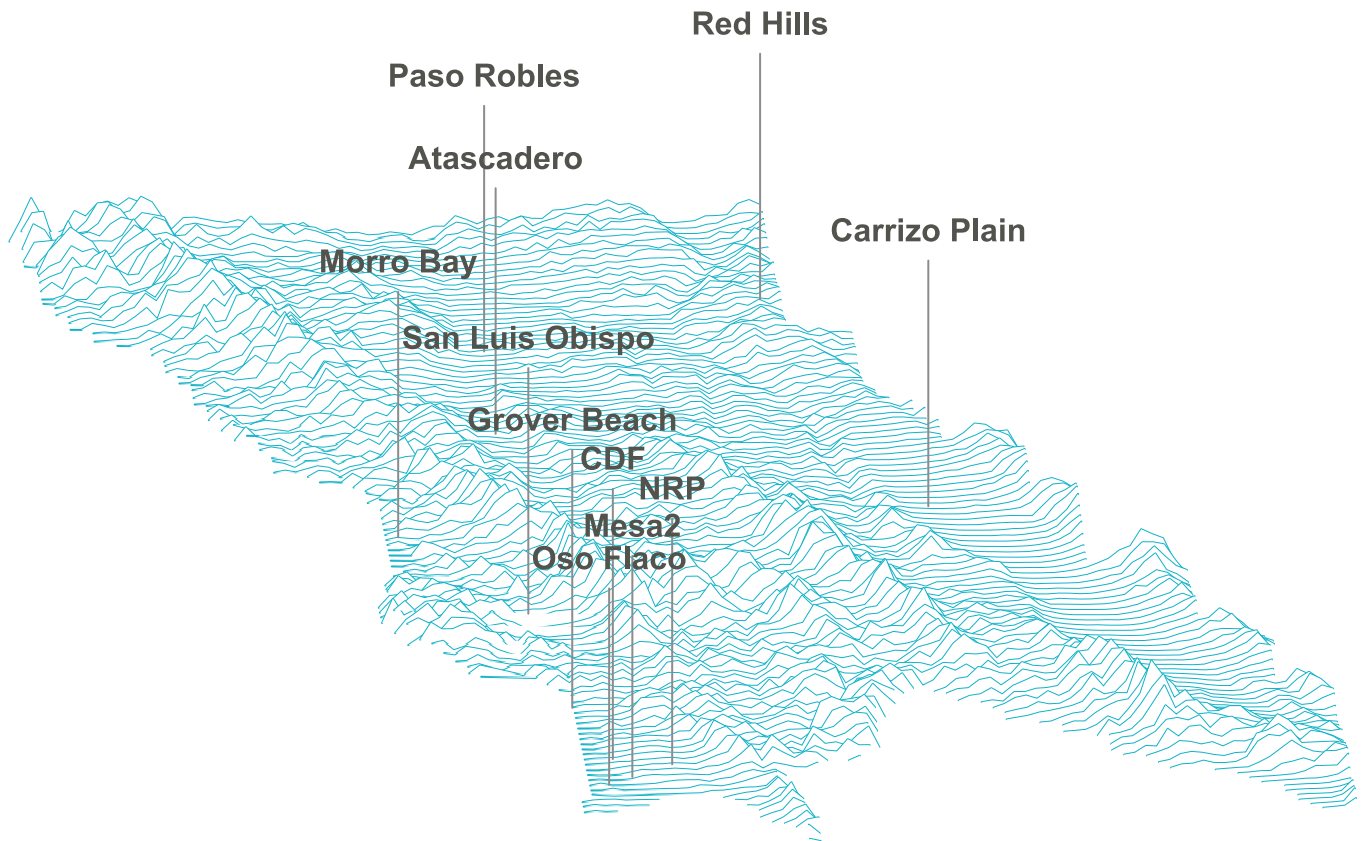 Red Hills
Paso Robles
Atascadero
Carrizo Plain
Morro Bay
San Luis Obispo
Grover Beach
CDF
NRP
Mesa2
Oso Flaco